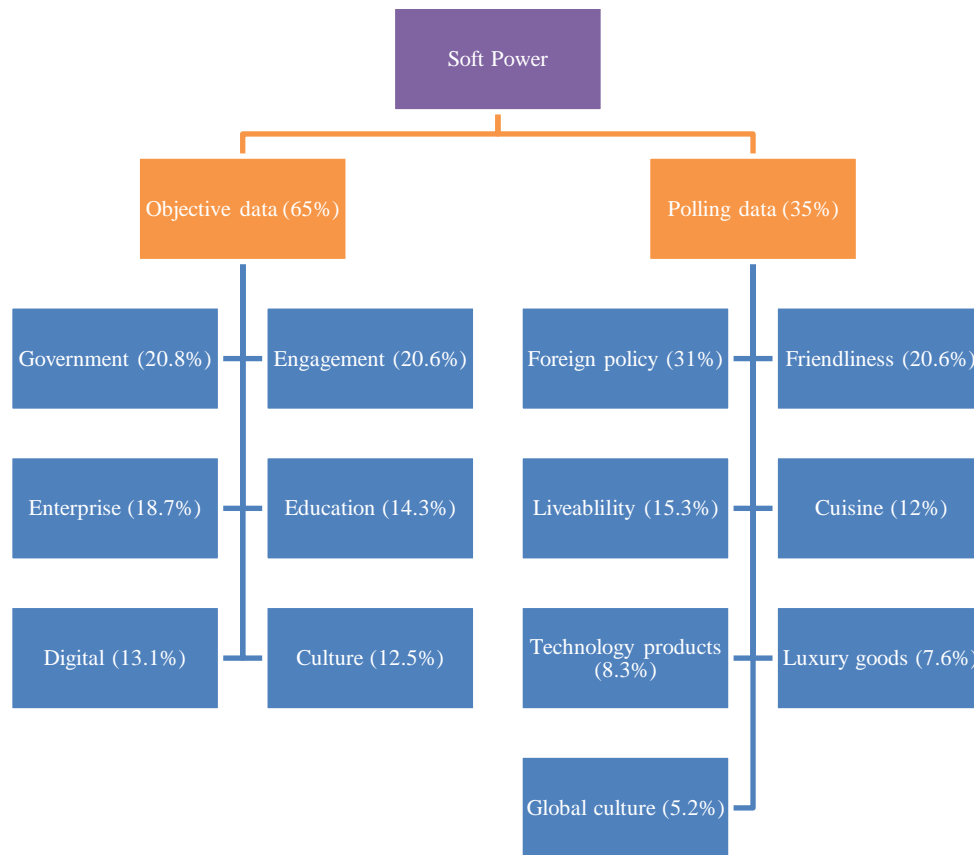 Soft Power
Objective data (65%)
Polling data (35%)
Government (20.8%)
Engagement (20.6%)
Foreign policy (31%)
Friendliness (20.6%)
Enterprise (18.7%)
Education (14.3%)
Liveablility (15.3%)
Cuisine (12%)
Digital (13.1%)
Culture (12.5%)
Technology products
(8.3%)
Luxury goods (7.6%)
Global culture (5.2%)